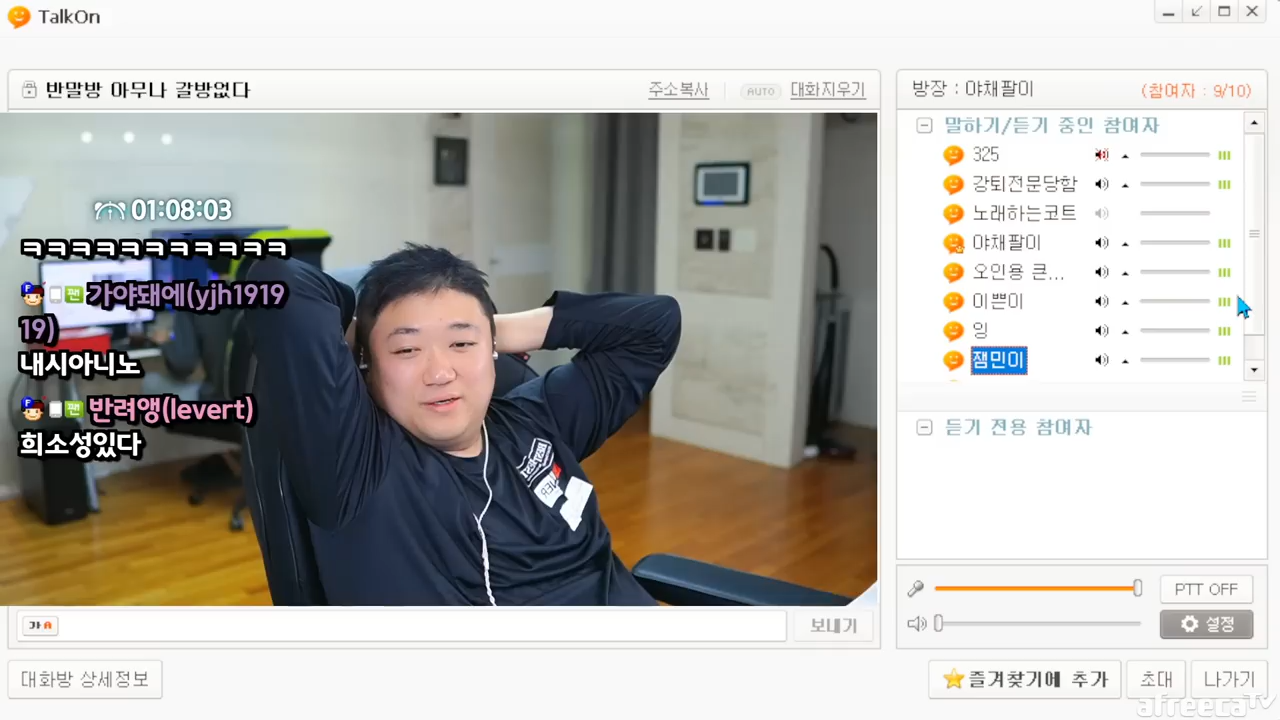 TalkOn
반말방 아무나 갈방없다
주소복사
AUTO
대화지우기
방장 : 야채팔이
(참여자 : 9/10)
말하기/듣기 중인 참여자
325
강퇴전문당함
노래하는코트
야채팔이
오인용 큰...
이쁜이
잉
잼민이
듣기 전용 참여자
01:08:03
ㅋㅋㅋㅋㅋㅋㅋㅋㅋㅋㅋ
팬 가야돼에(yjh1919
19)
내시아니노
팬 반려앵(levert)
희소성있다
가A
보내기
PTT OFF
설정
대화방 상세정보
즐겨찾기에 추가
초대
나가기
afreecaTV